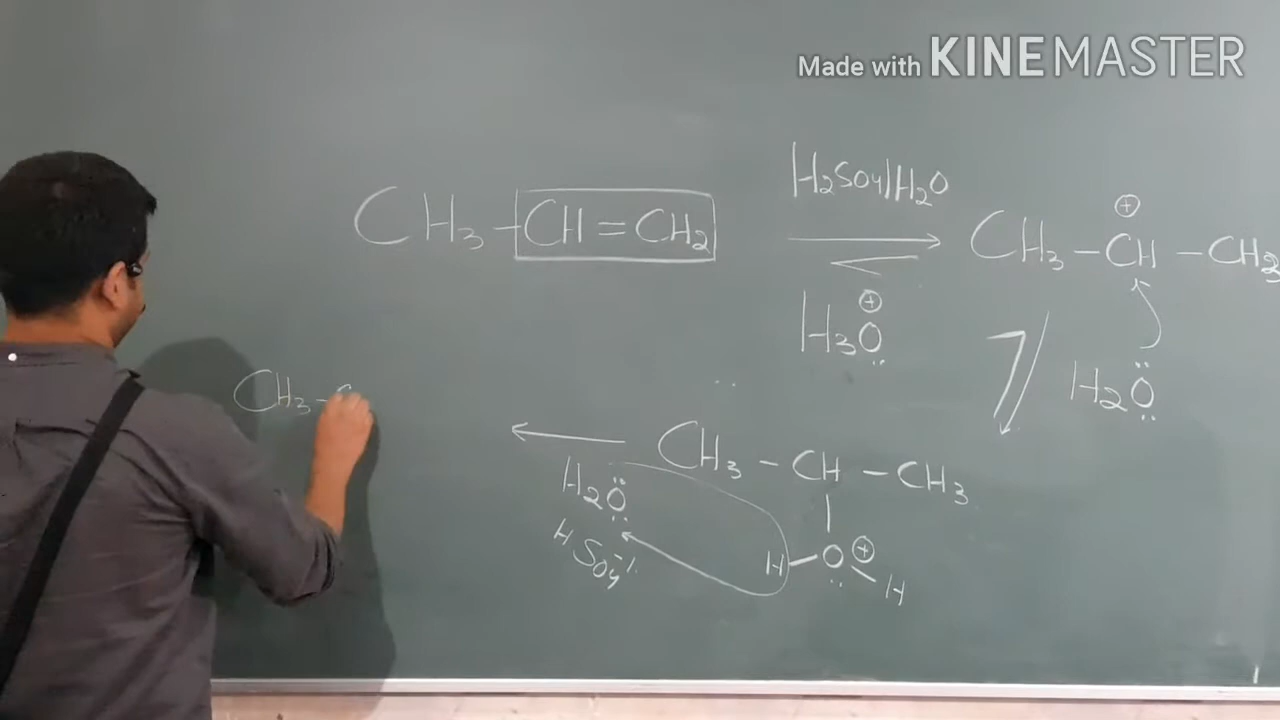 Made with KINEMASTER
H₂SO₄/H₂O
CH₃-CH=CH₂
⊕
CH₃-CH-CH₂
⊕
H₃O
H₂O
CH₃-
CH₃-CH-CH₃
H₂O
HSO₄⁻
H-O⊕
H